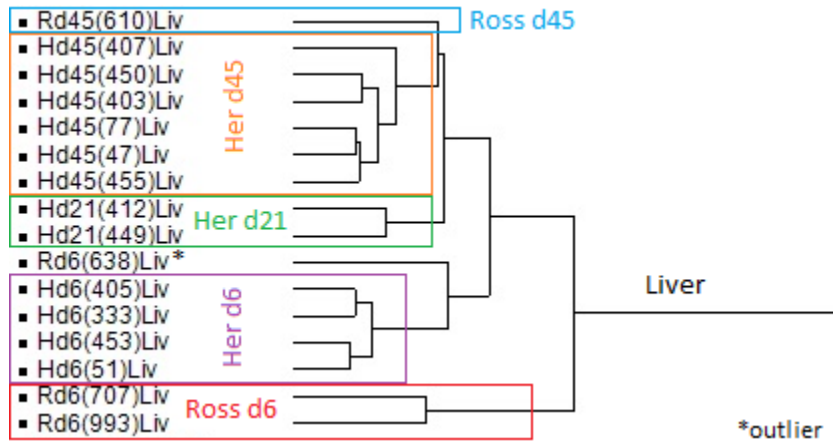 Rd45(610)Liv Ross d45
Hd45(407)Liv
Hd45(450)Liv
Hd45(403)Liv
Hd45(77)Liv
Hd45(47)Liv
Hd45(455)Liv
Her d45
Hd21(412)Liv
Hd21(449)Liv
Her d21
Rd6(638)Liv*
Hd6(405)Liv
Hd6(333)Liv
Hd6(453)Liv
Hd6(51)Liv
Her d6
Rd6(707)Liv
Rd6(993)Liv
Ross d6
Liver
*outlier